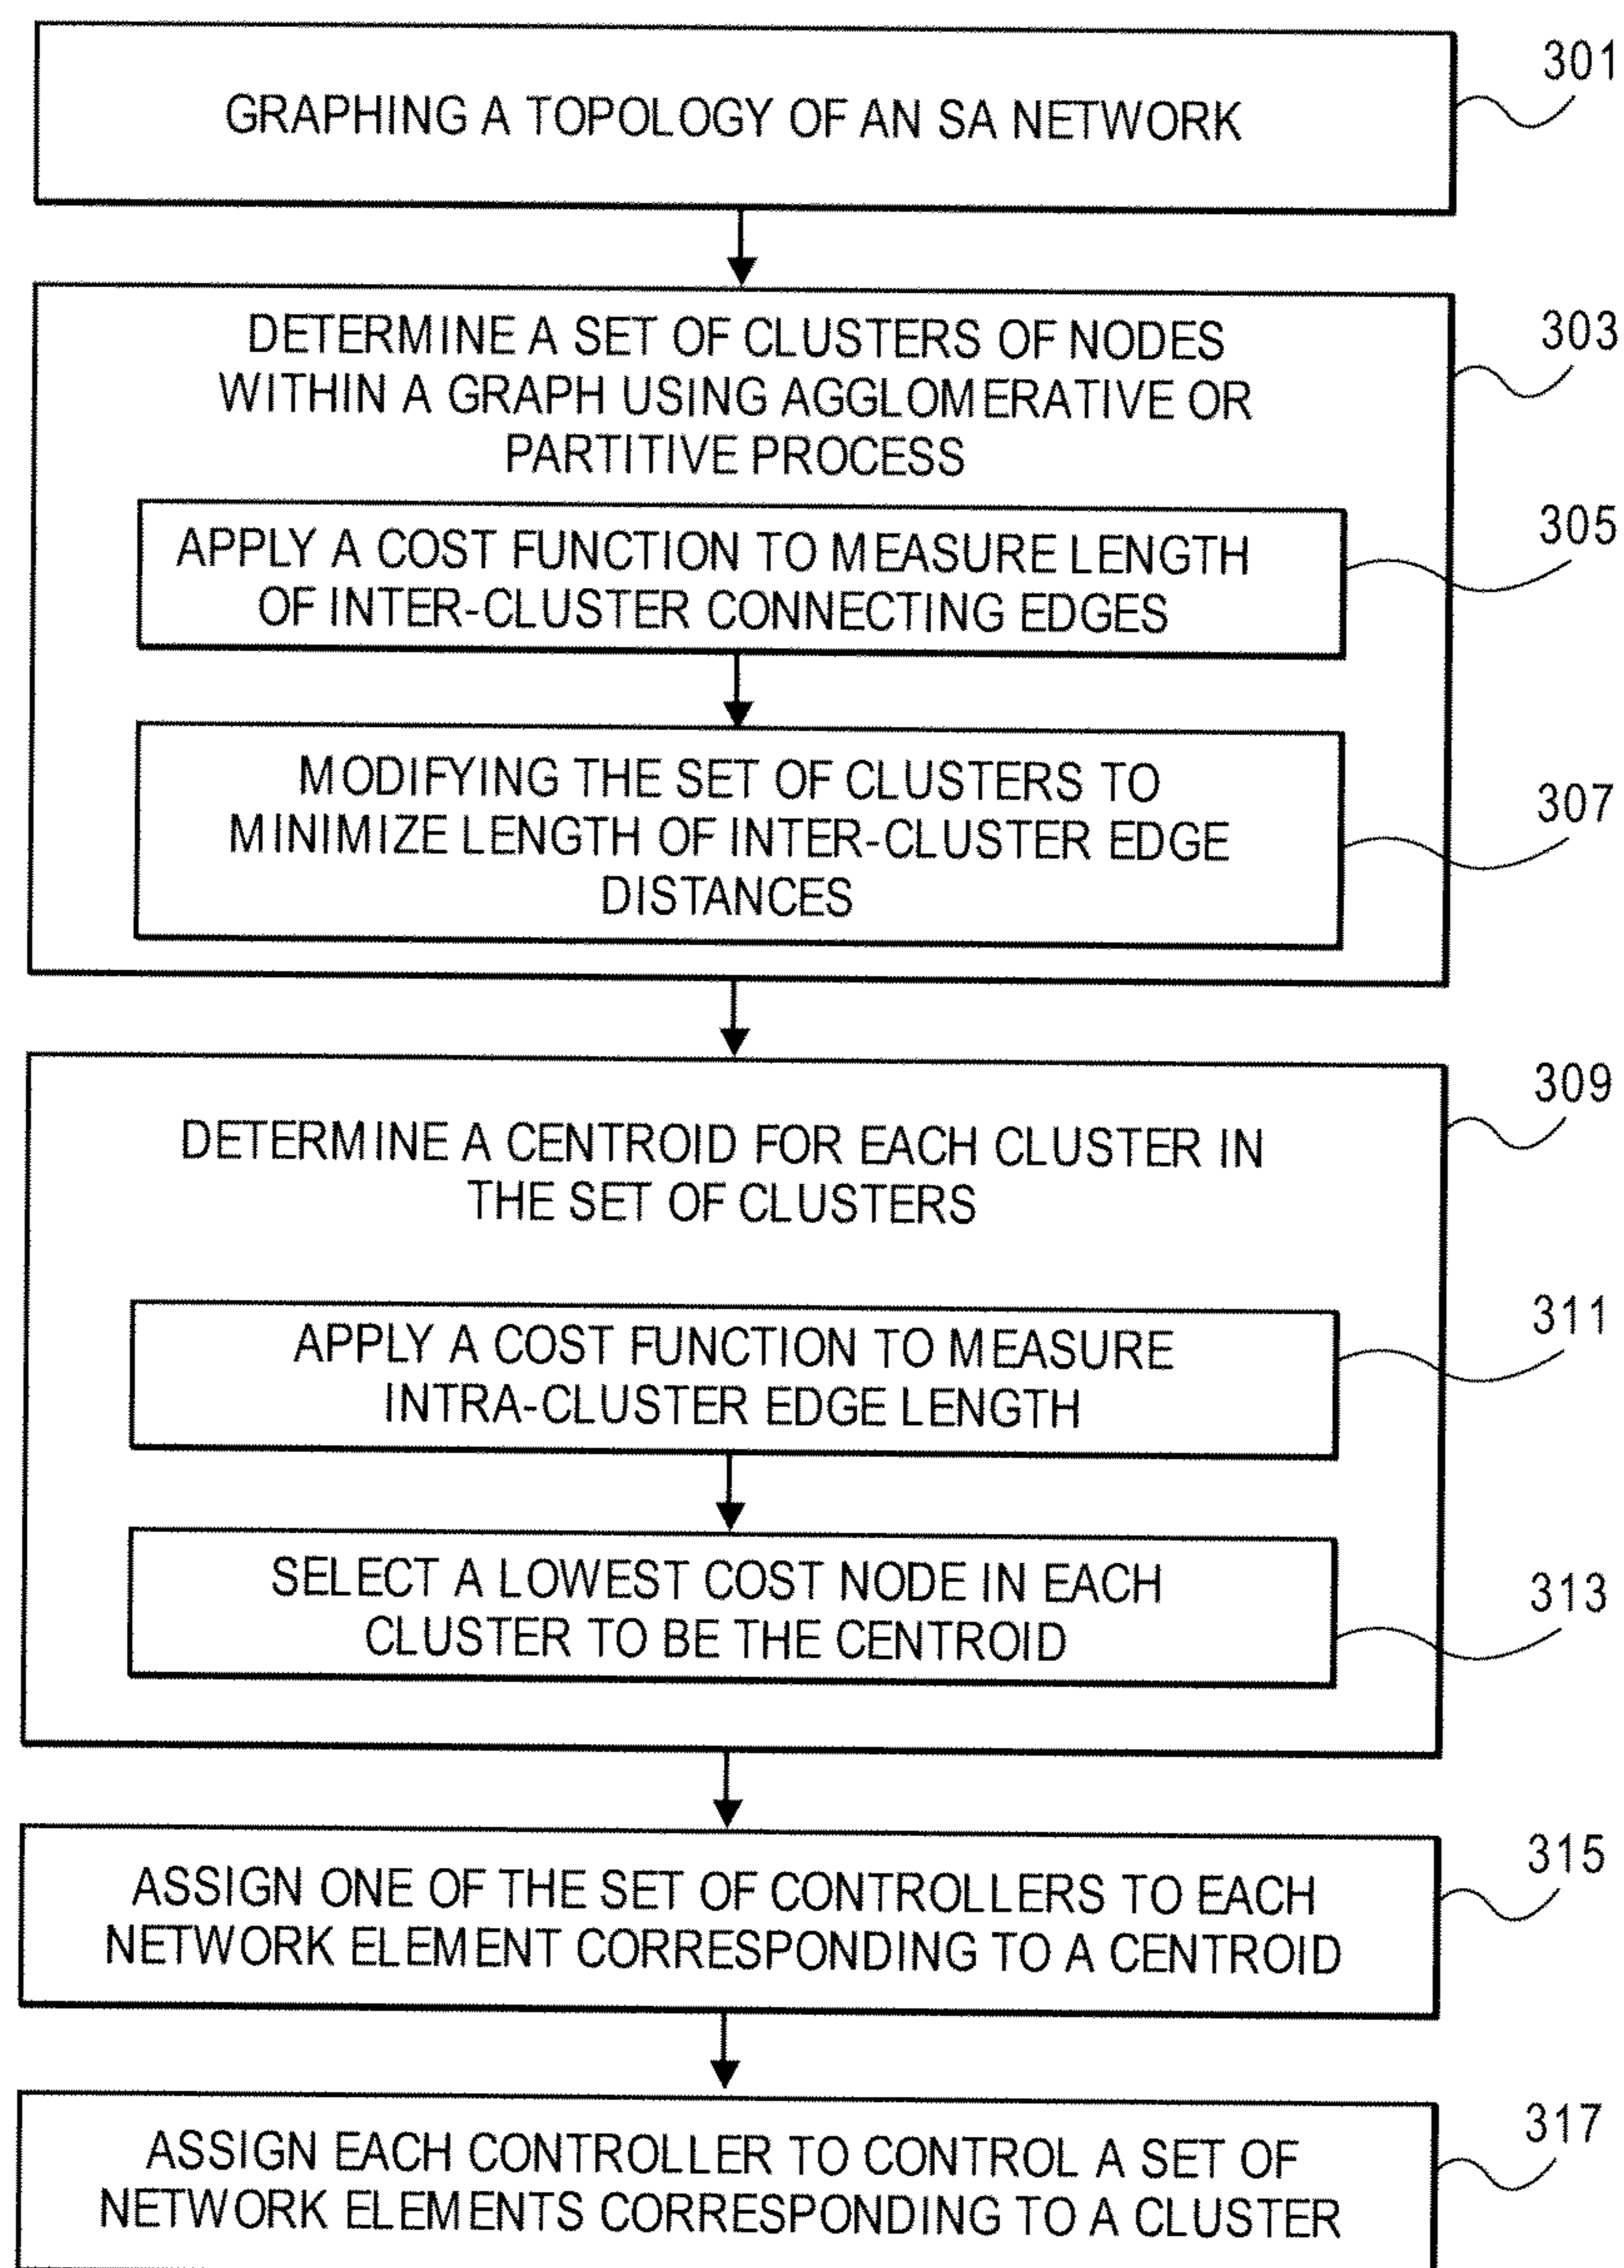 GRAPHING A TOPOLOGY OF AN SA NETWORK
301
DETERMINE A SET OF CLUSTERS OF NODES
WITHIN A GRAPH USING AGGLOMERATIVE OR
PARTITIVE PROCESS
303
APPLY A COST FUNCTION TO MEASURE LENGTH
OF INTER-CLUSTER CONNECTING EDGES
305
MODIFYING THE SET OF CLUSTERS TO
MINIMIZE LENGTH OF INTER-CLUSTER EDGE
DISTANCES
307
DETERMINE A CENTROID FOR EACH CLUSTER IN
THE SET OF CLUSTERS
309
APPLY A COST FUNCTION TO MEASURE
INTRA-CLUSTER EDGE LENGTH
311
SELECT A LOWEST COST NODE IN EACH
CLUSTER TO BE THE CENTROID
313
ASSIGN ONE OF THE SET OF CONTROLLERS TO EACH
NETWORK ELEMENT CORRESPONDING TO A CENTROID
315
ASSIGN EACH CONTROLLER TO CONTROL A SET OF
NETWORK ELEMENTS CORRESPONDING TO A CLUSTER
317